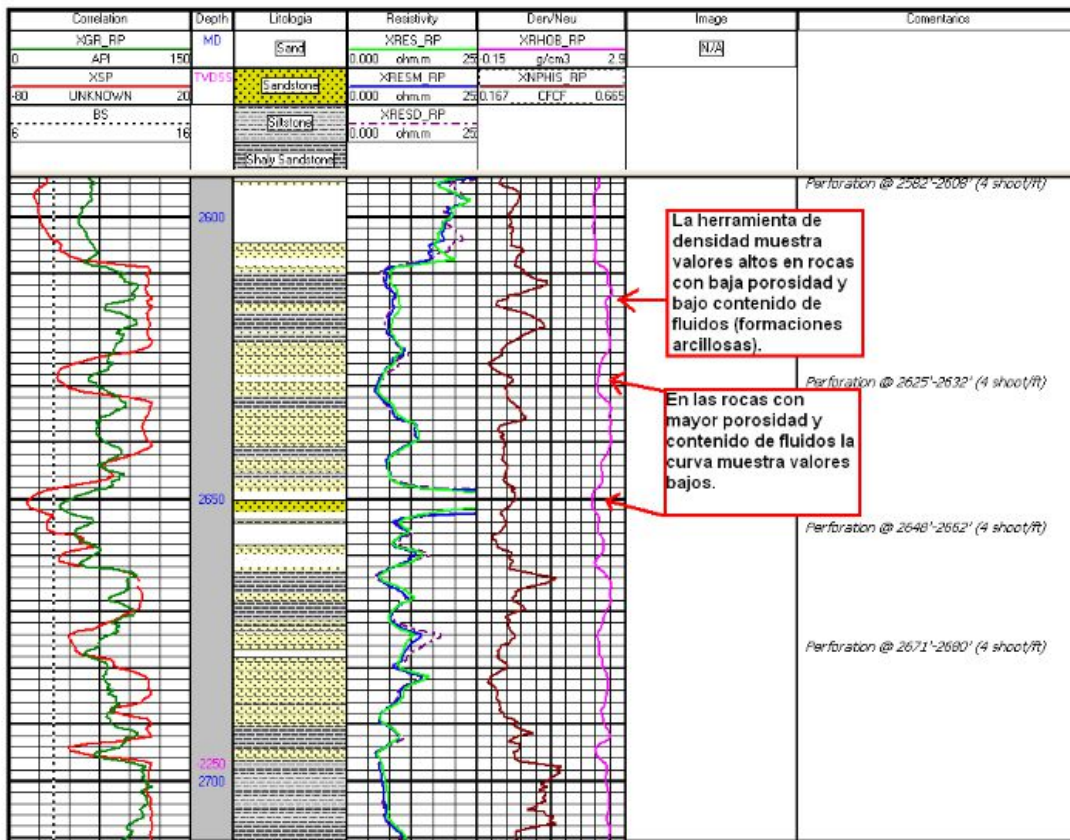 Correlation Depth Litologia Resistivity Den/Neu Image Comentarios
XGR_RP MD Sand XRES_RP XRHOB_RP N/A
0 API 150 0.000 ohm.m 25 -0.15 g/cm3 2.9
XSP TVDSS Sandstone XRESM_RP XNPHIS_RP
-80 UNKNOWN 20 0.000 ohm.m 25 0.167 CFCF 0.665
BS Siltstone XRESD_RP
6 16 0.000 ohm.m 25
Shaly Sandstone
Perforation @ 2582'-2608' (4 shoot/ft)
2600
La herramienta de
densidad muestra
valores altos en rocas
con baja porosidad y
bajo contenido de
fluidos (formaciones
arcillosas).
Perforation @ 2625'-2632' (4 shoot/ft)
En las rocas con
mayor porosidad y
contenido de fluidos la
curva muestra valores
bajos.
2650
Perforation @ 2648'-2662' (4 shoot/ft)
Perforation @ 2671'-2680' (4 shoot/ft)
-2250
2700